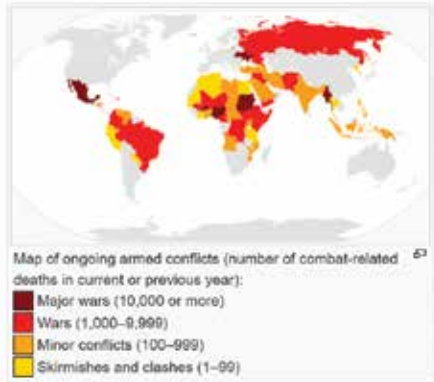 Map of ongoing armed conflicts (number of combat-related
deaths in current or previous year):
Major wars (10,000 or more)
Wars (1,000–9,999)
Minor conflicts (100–999)
Skirmishes and clashes (1–99)